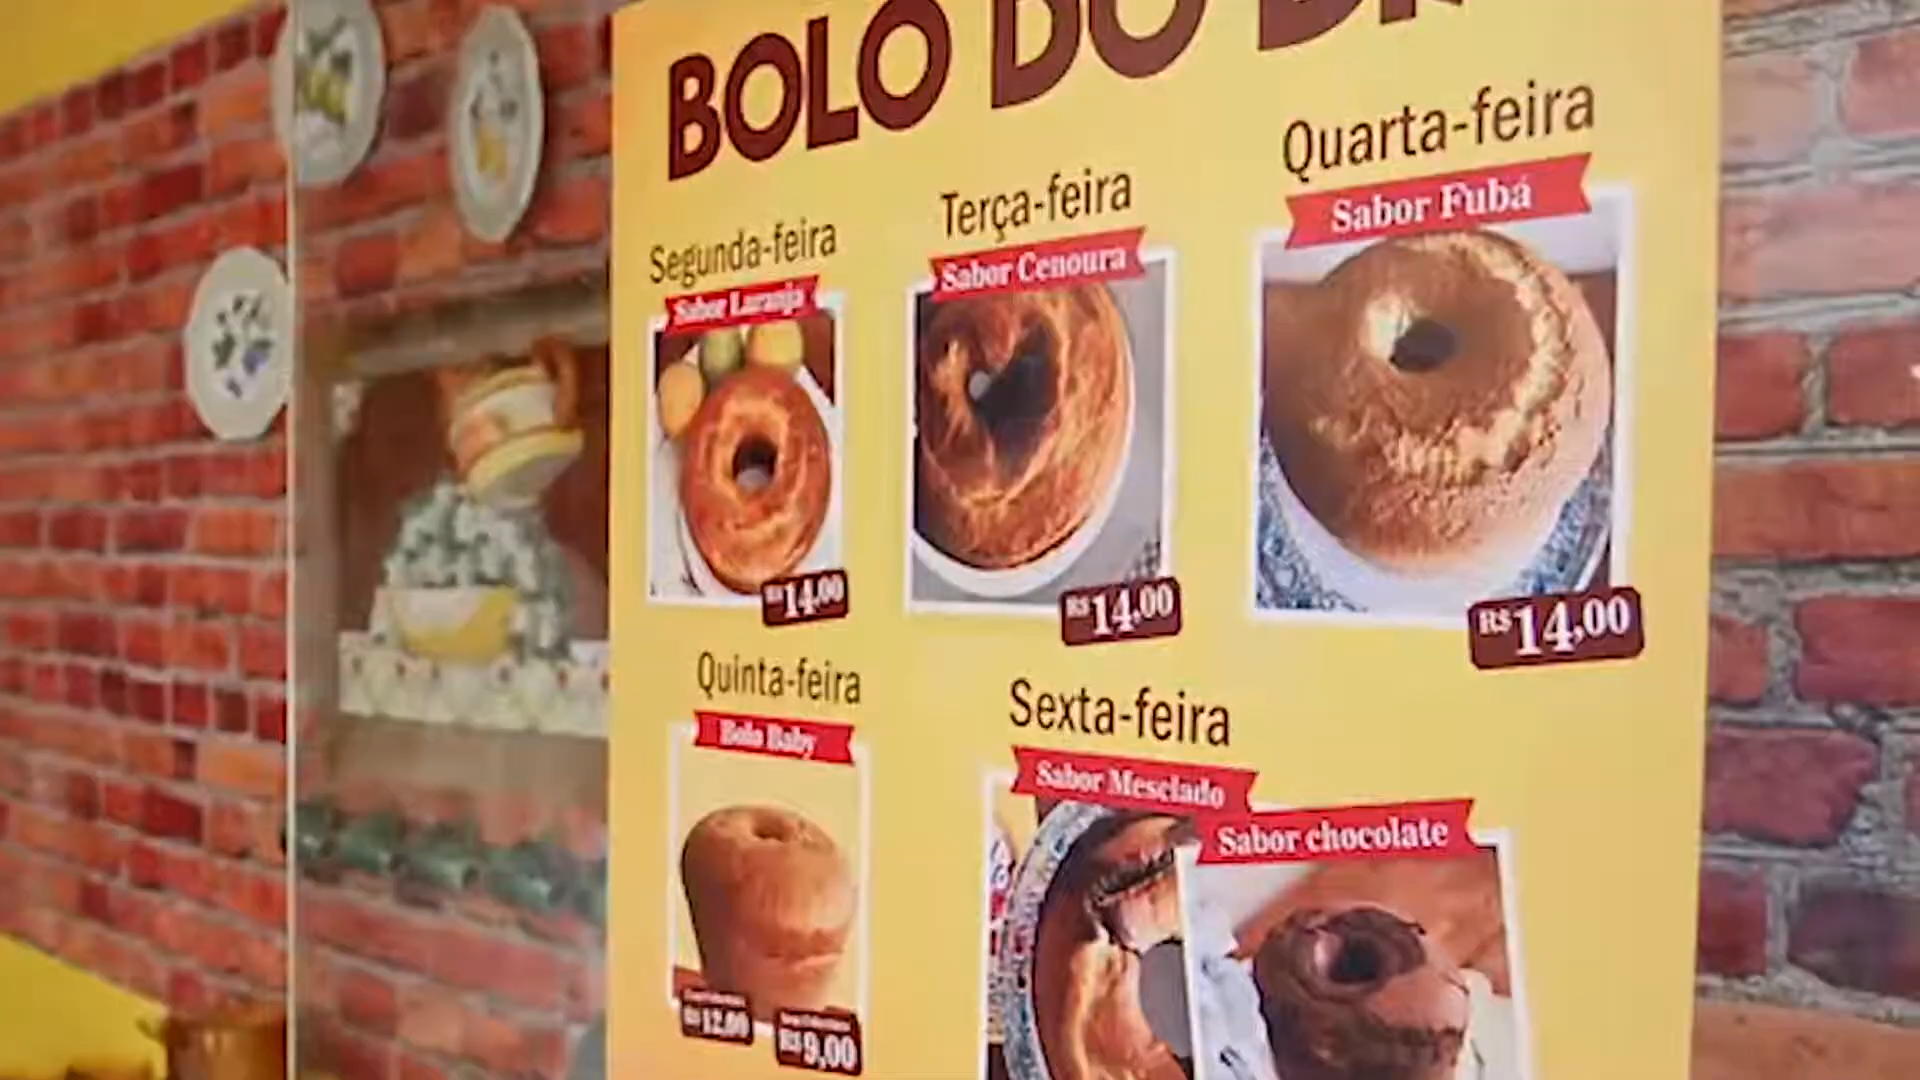 BOLO DO
Segunda-feira
Sabor Laranja
R$14,00
Terça-feira
Sabor Cenoura
R$14,00
Quarta-feira
Sabor Fubá
R$14,00
Quinta-feira
Bolo Baby
R$12,00
R$9,00
Sexta-feira
Sabor Mesclado
Sabor chocolate